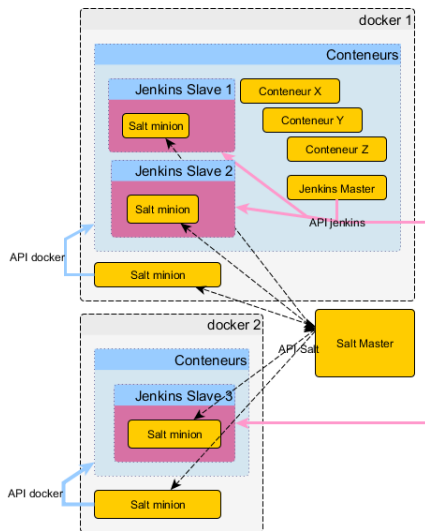 docker 1
Conteneurs
Jenkins Slave 1
Conteneur X
Salt minion
Conteneur Y
Conteneur Z
Jenkins Slave 2
Jenkins Master
Salt minion
API jenkins
API docker
Salt minion
docker 2
Salt Master
API Salt
Conteneurs
Jenkins Slave 3
Salt minion
API docker
Salt minion